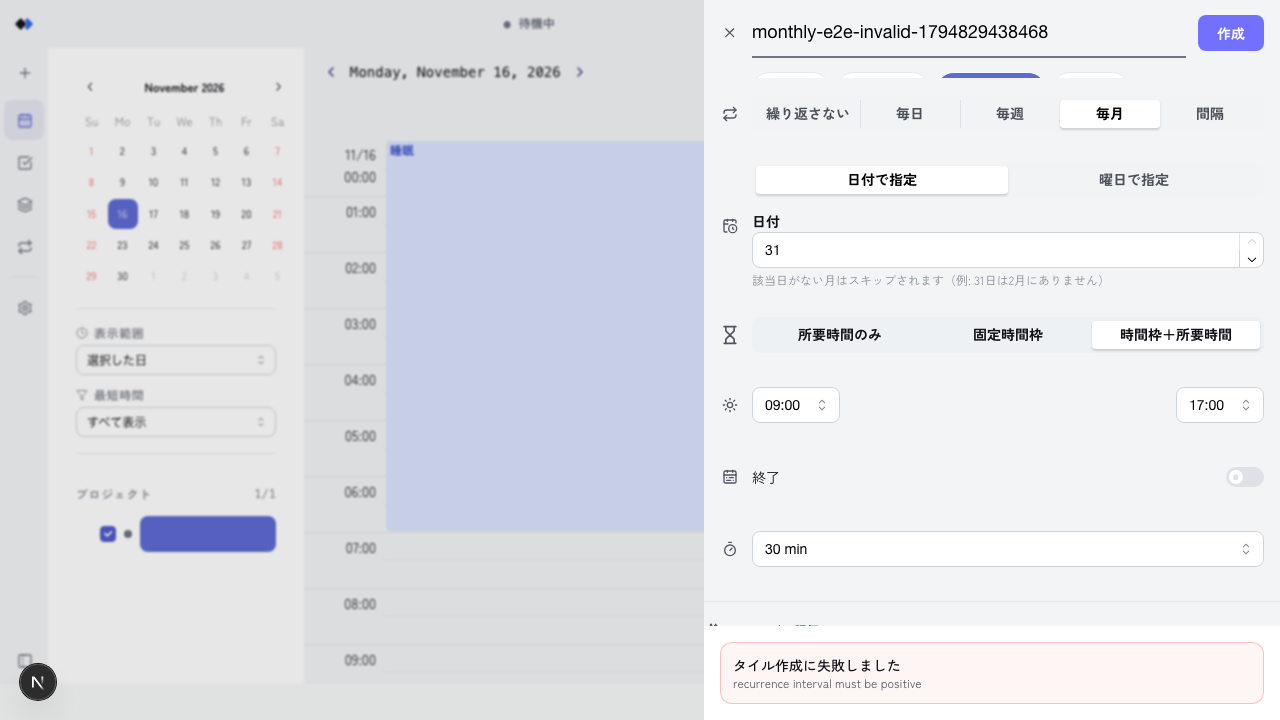 待機中
November 2026
Su Mo Tu We Th Fr Sa
1 2 3 4 5 6 7
8 9 10 11 12 13 14
15 16 17 18 19 20 21
22 23 24 25 26 27 28
29 30 1 2 3 4 5
表示範囲
選択した日
最短時間
すべて表示
プロジェクト 1/1
N
Monday, November 16, 2026
11/16
00:00
睡眠
01:00
02:00
03:00
04:00
05:00
06:00
07:00
08:00
09:00
monthly-e2e-invalid-1794829438468
作成
繰り返さない 毎日 毎週 毎月 間隔
日付で指定 曜日で指定
日付
31
該当日がない月はスキップされます（例: 31日は2月にありません）
所要時間のみ 固定時間枠 時間枠＋所要時間
09:00 17:00
終了
30 min
タイル作成に失敗しました
recurrence interval must be positive